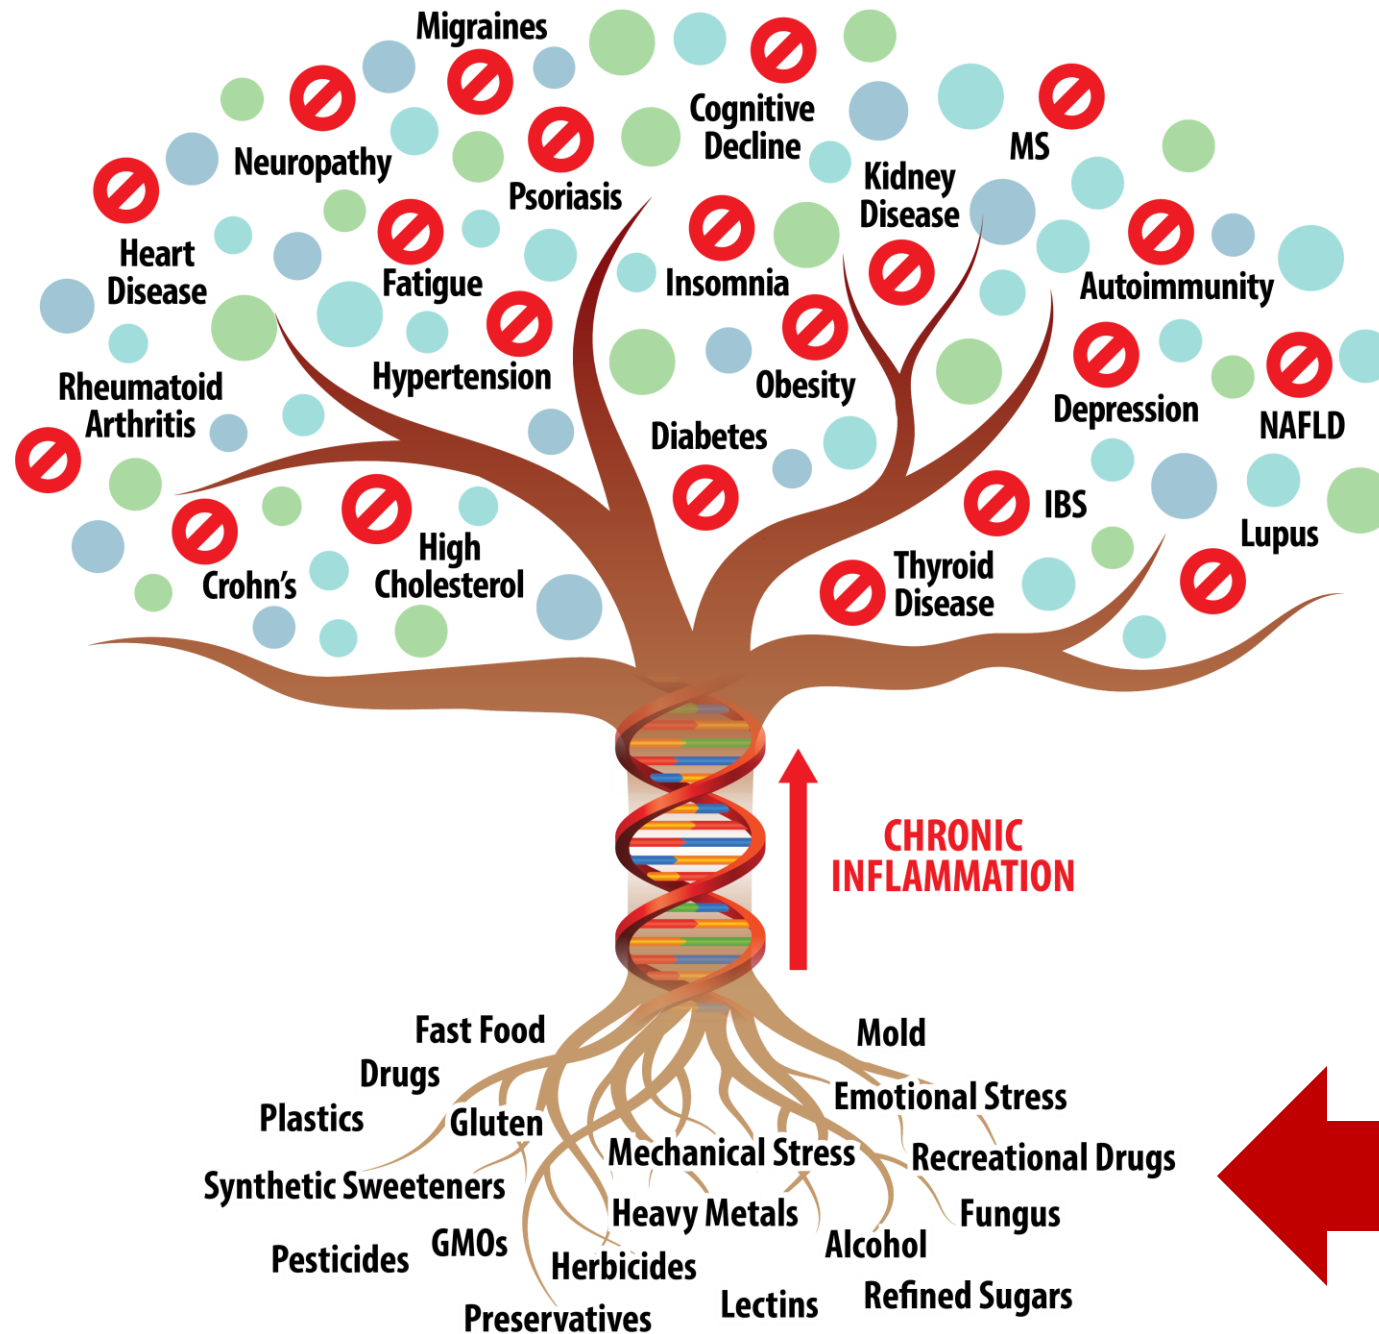 Migraines
Cognitive
Decline
MS
Neuropathy
Psoriasis
Kidney
Disease
Heart
Disease
Fatigue
Insomnia
Autoimmunity
Rheumatoid
Arthritis
Hypertension
Obesity
Depression
NAFLD
Diabetes
IBS
Lupus
Crohn's
High
Cholesterol
Thyroid
Disease
CHRONIC
INFLAMMATION
Fast Food
Mold
Drugs
Emotional Stress
Plastics
Gluten
Mechanical Stress
Recreational Drugs
Synthetic Sweeteners
Heavy Metals
Fungus
GMOs
Alcohol
Pesticides
Herbicides
Refined Sugars
Lectins
Preservatives